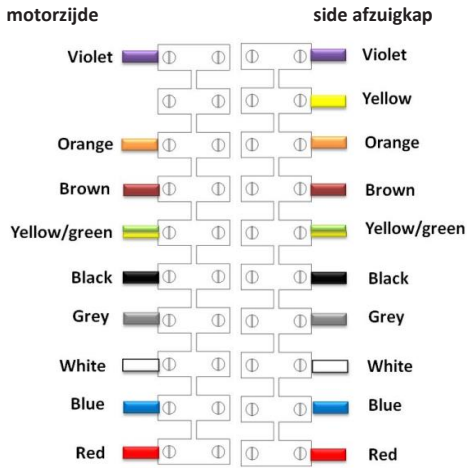 motorzijde side afzuigkap
Violet Violet
Yellow
Orange Orange
Brown Brown
Yellow/green Yellow/green
Black Black
Grey Grey
White White
Blue Blue
Red Red